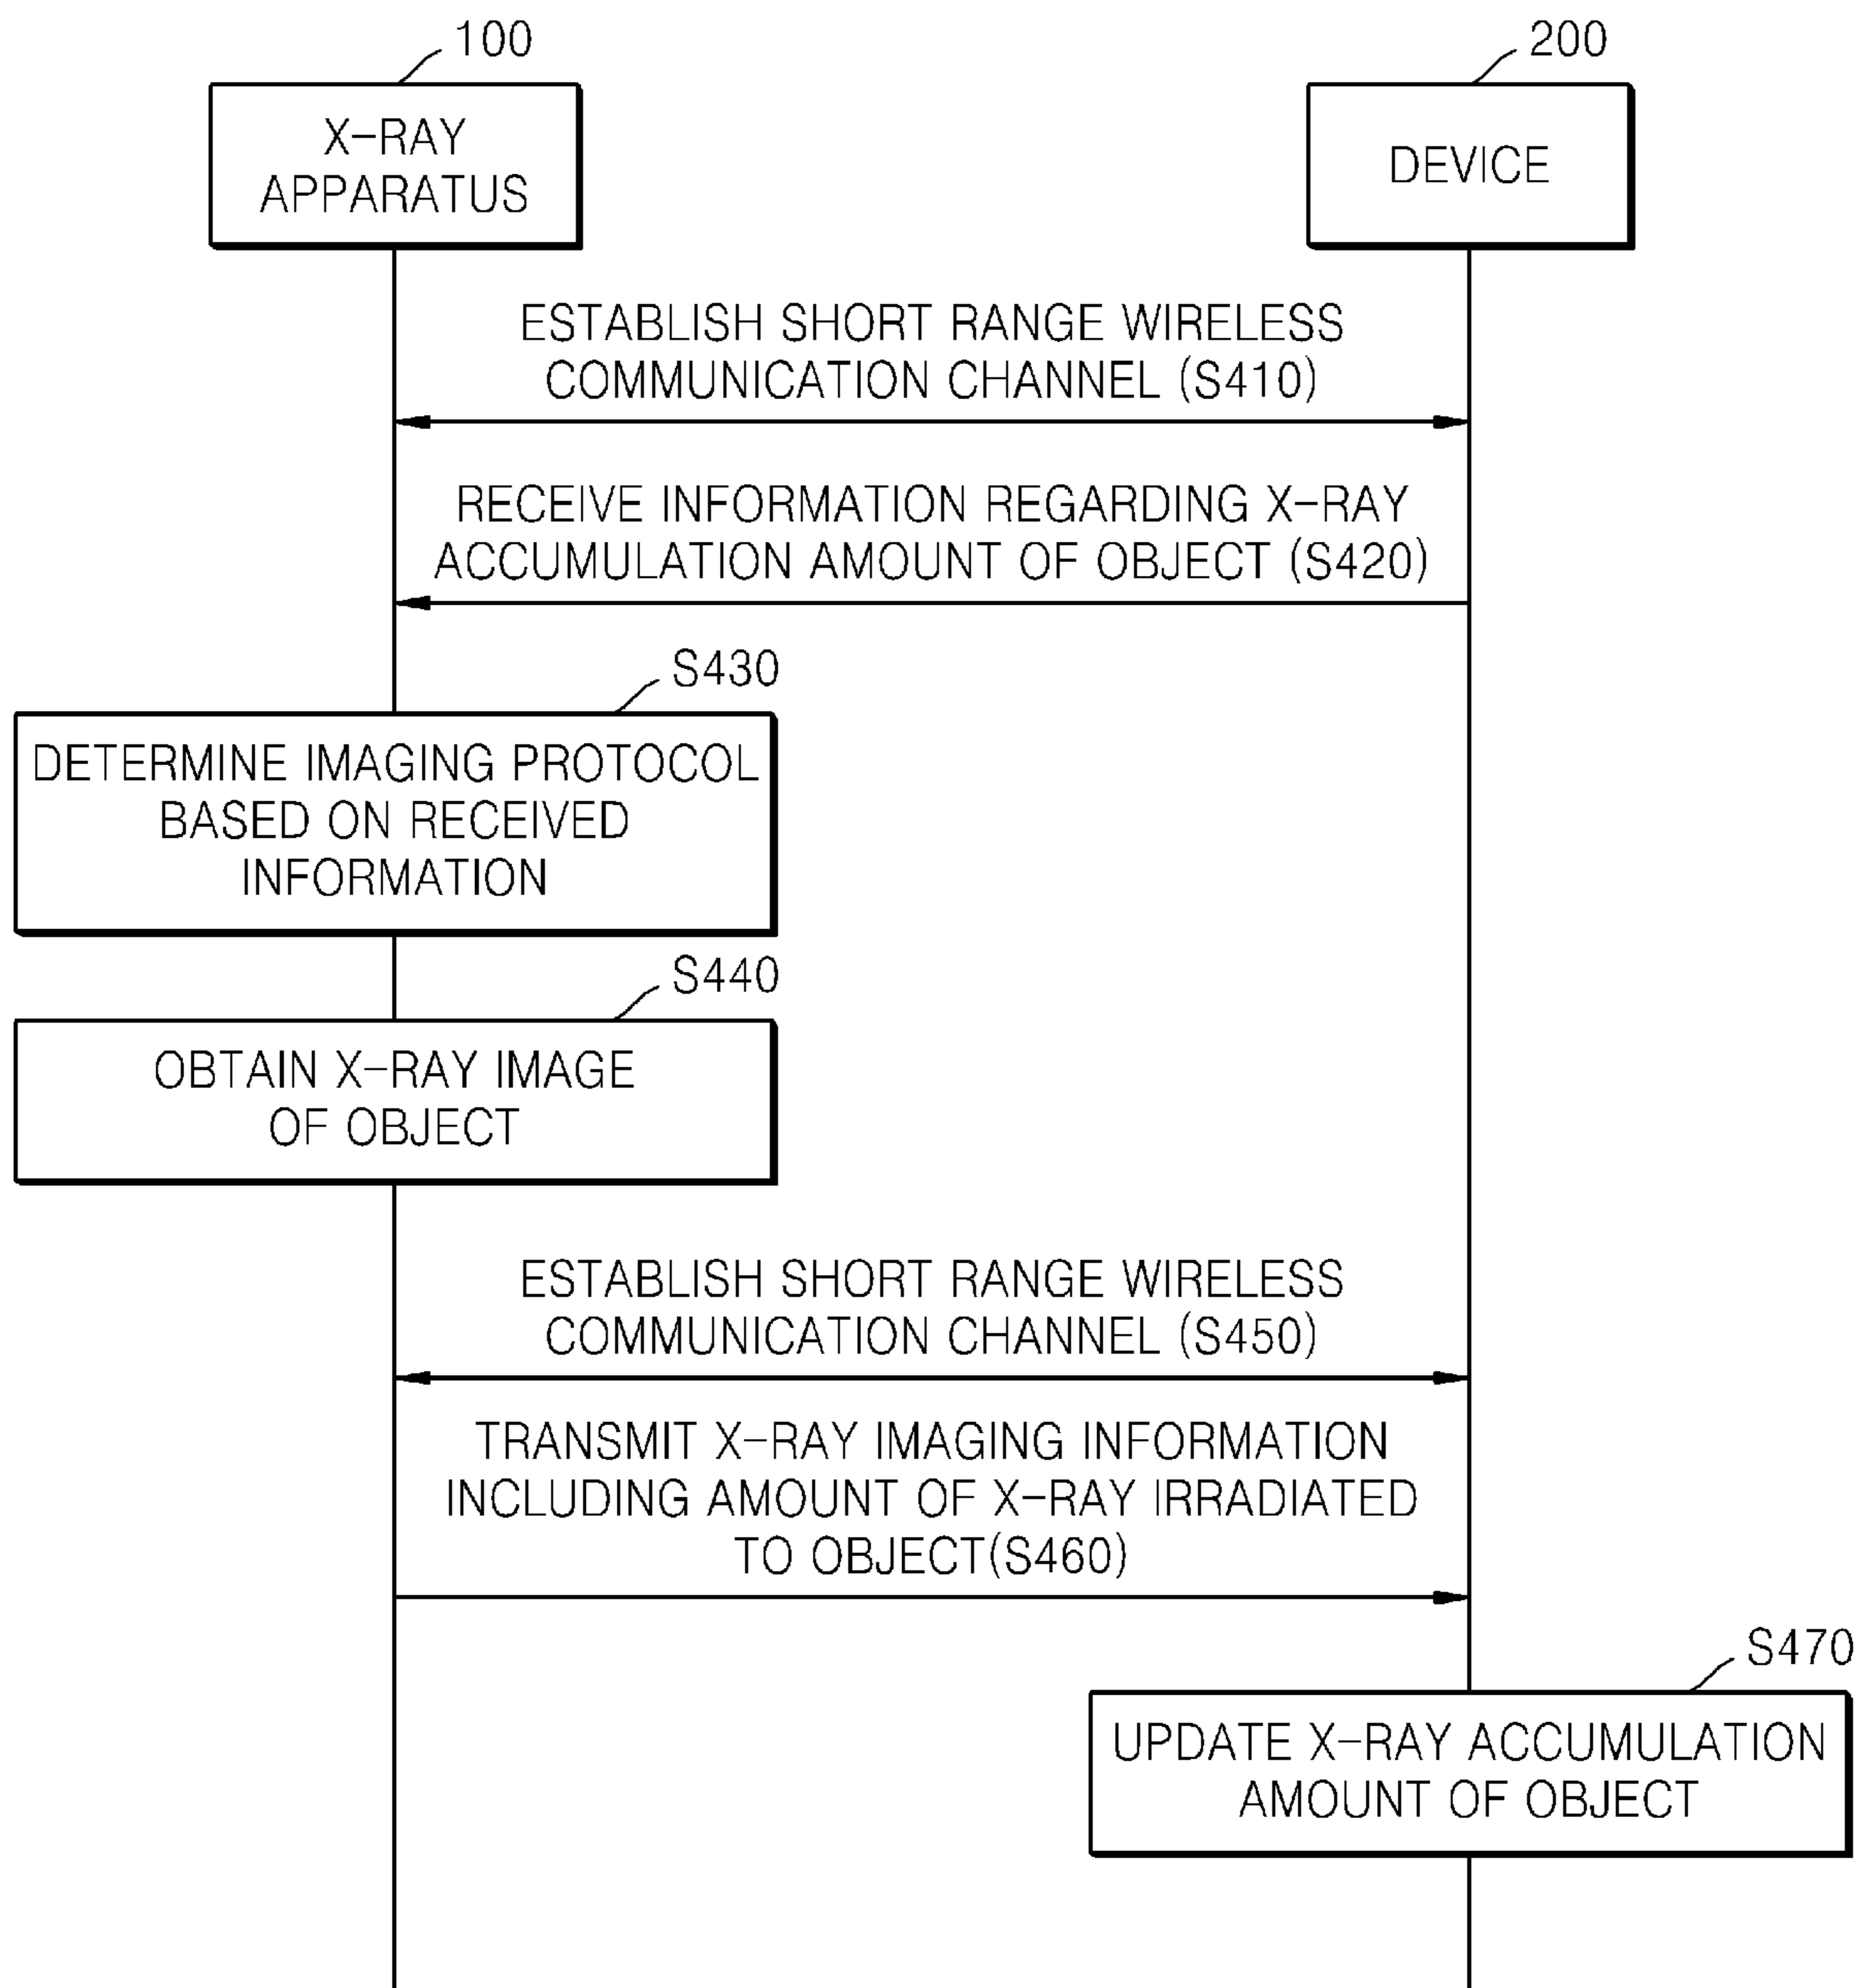 100
200
X-RAY
APPARATUS
DEVICE
ESTABLISH SHORT RANGE WIRELESS
COMMUNICATION CHANNEL (S410)
RECEIVE INFORMATION REGARDING X-RAY
ACCUMULATION AMOUNT OF OBJECT (S420)
S430
DETERMINE IMAGING PROTOCOL
BASED ON RECEIVED
INFORMATION
S440
OBTAIN X-RAY IMAGE
OF OBJECT
ESTABLISH SHORT RANGE WIRELESS
COMMUNICATION CHANNEL (S450)
TRANSMIT X-RAY IMAGING INFORMATION
INCLUDING AMOUNT OF X-RAY IRRADIATED
TO OBJECT(S460)
S470
UPDATE X-RAY ACCUMULATION
AMOUNT OF OBJECT